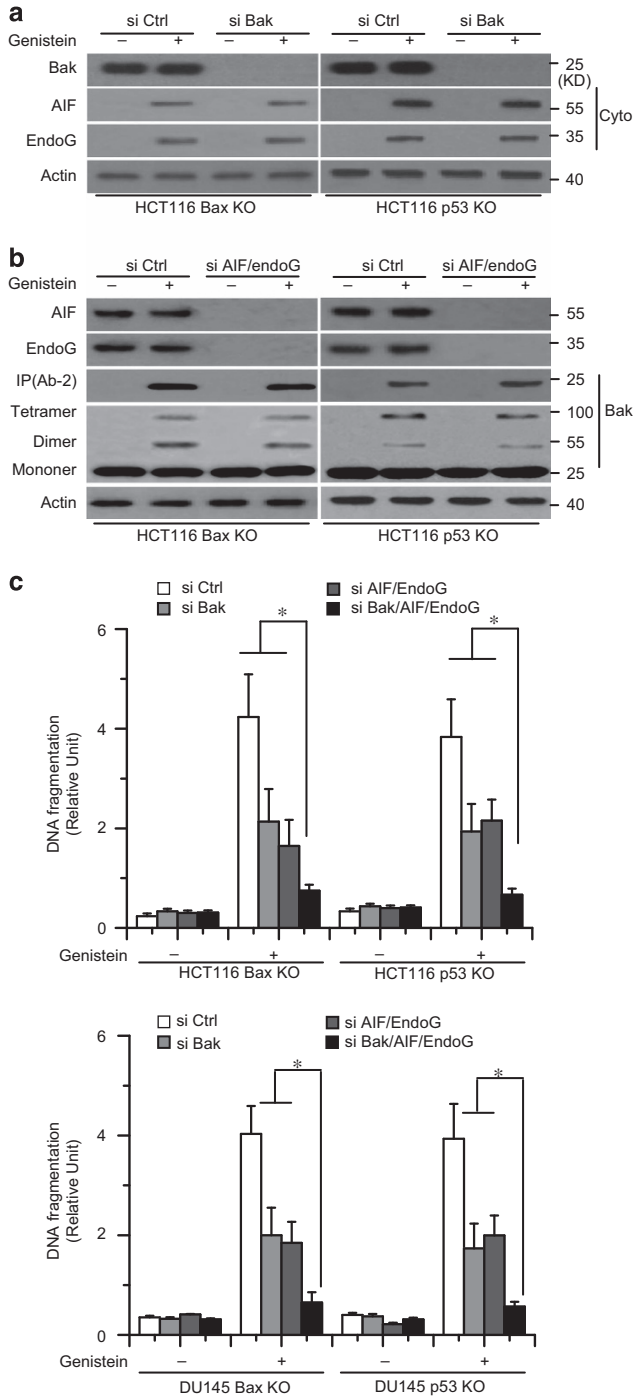 a
si Ctrl si Bak si Ctrl si Bak
Genistein – + – + – + – +
Bak 25
(KD)
AIF 55
Cyto
EndoG 35
Actin 40
HCT116 Bax KO HCT116 p53 KO
b
si Ctrl si AIF/endoG si Ctrl si AIF/endoG
Genistein – + – + – + – +
AIF 55
EndoG 35
IP(Ab-2) 25
Tetramer 100 Bak
Dimer 55
Mononer 25
Actin 40
HCT116 Bax KO HCT116 p53 KO
c
si Ctrl si AIF/EndoG
si Bak si Bak/AIF/EndoG
* *
6
4
2
0
DNA fragmentation
(Relative Unit)
Genistein – + – +
HCT116 Bax KO HCT116 p53 KO
si Ctrl si AIF/EndoG
si Bak si Bak/AIF/EndoG
* *
6
4
2
0
DNA fragmentation
(Relative Unit)
Genistein – + – +
DU145 Bax KO DU145 p53 KO